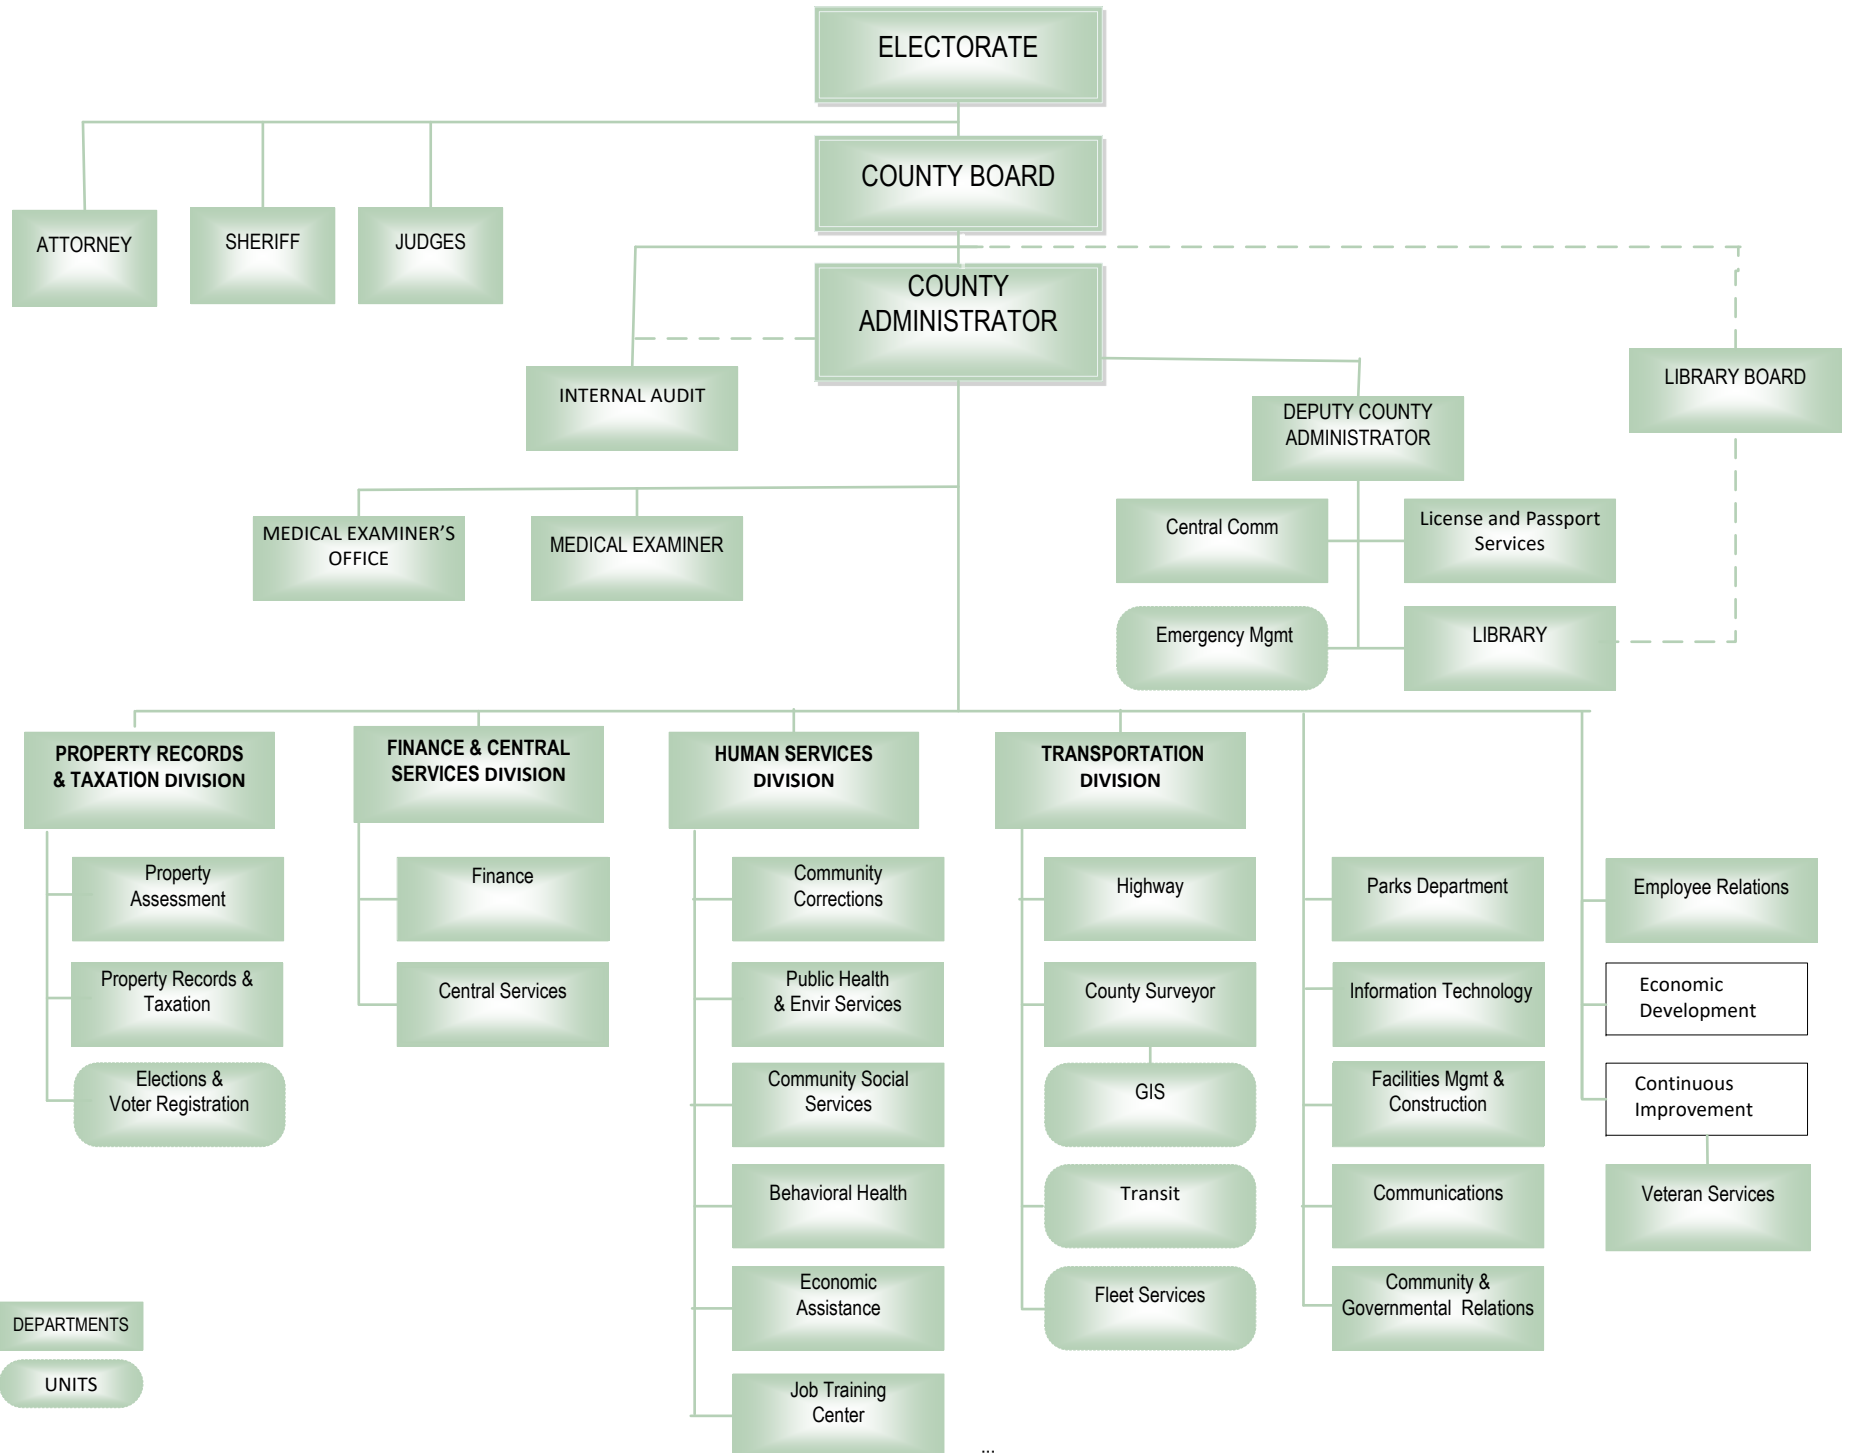 ELECTORATE
COUNTY BOARD
ATTORNEY
SHERIFF
JUDGES
COUNTY
ADMINISTRATOR
INTERNAL AUDIT
LIBRARY BOARD
DEPUTY COUNTY
ADMINISTRATOR
MEDICAL EXAMINER’S
OFFICE
MEDICAL EXAMINER
Central Comm
License and Passport
Services
Emergency Mgmt
LIBRARY
PROPERTY RECORDS
& TAXATION DIVISION
FINANCE & CENTRAL
SERVICES DIVISION
HUMAN SERVICES
DIVISION
TRANSPORTATION
DIVISION
Property
Assessment
Property Records &
Taxation
Elections &
Voter Registration
Finance
Central Services
Community
Corrections
Public Health
& Envir Services
Community Social
Services
Behavioral Health
Economic
Assistance
Job Training
Center
Highway
County Surveyor
GIS
Transit
Fleet Services
Parks Department
Information Technology
Facilities Mgmt &
Construction
Communications
Community &
Governmental Relations
Employee Relations
Economic
Development
Continuous
Improvement
Veteran Services
DEPARTMENTS
UNITS
...